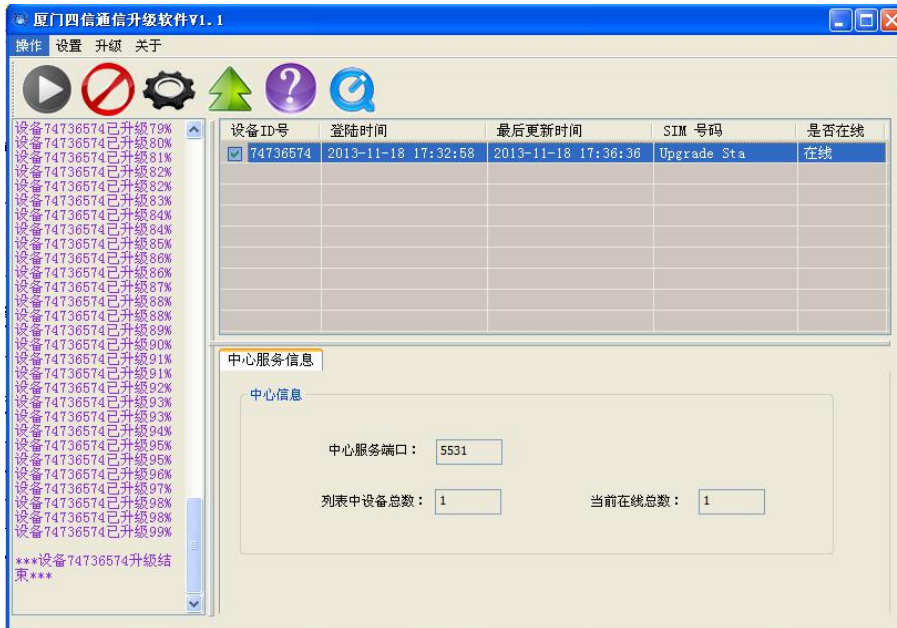 厦门四信通信升级软件V1.1
操作 设置 升级 关于
设备74736574已升级79%
设备74736574已升级80%
设备74736574已升级81%
设备74736574已升级82%
设备74736574已升级82%
设备74736574已升级83%
设备74736574已升级84%
设备74736574已升级84%
设备74736574已升级85%
设备74736574已升级86%
设备74736574已升级86%
设备74736574已升级87%
设备74736574已升级88%
设备74736574已升级88%
设备74736574已升级89%
设备74736574已升级90%
设备74736574已升级91%
设备74736574已升级91%
设备74736574已升级92%
设备74736574已升级93%
设备74736574已升级93%
设备74736574已升级94%
设备74736574已升级95%
设备74736574已升级95%
设备74736574已升级96%
设备74736574已升级97%
设备74736574已升级98%
设备74736574已升级98%
设备74736574已升级99%
***设备74736574升级结
束***
设备ID号 登陆时间 最后更新时间 SIM 号码 是否在线
74736574 2013-11-18 17:32:58 2013-11-18 17:36:36 Upgrade Sta 在线
中心服务信息
中心信息
中心服务端口： 5531
列表中设备总数： 1 当前在线总数： 1